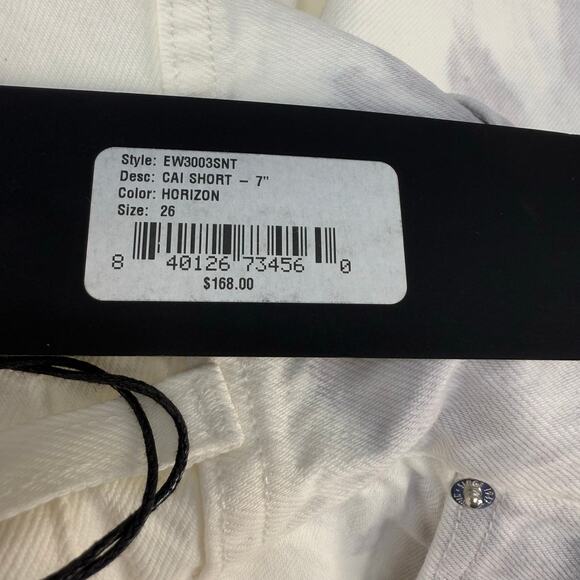 Style: EW3003SNT
Desc: CAI SHORT – 7"
Color: HORIZON
Size: 26
8 40126 73456 0
$168.00